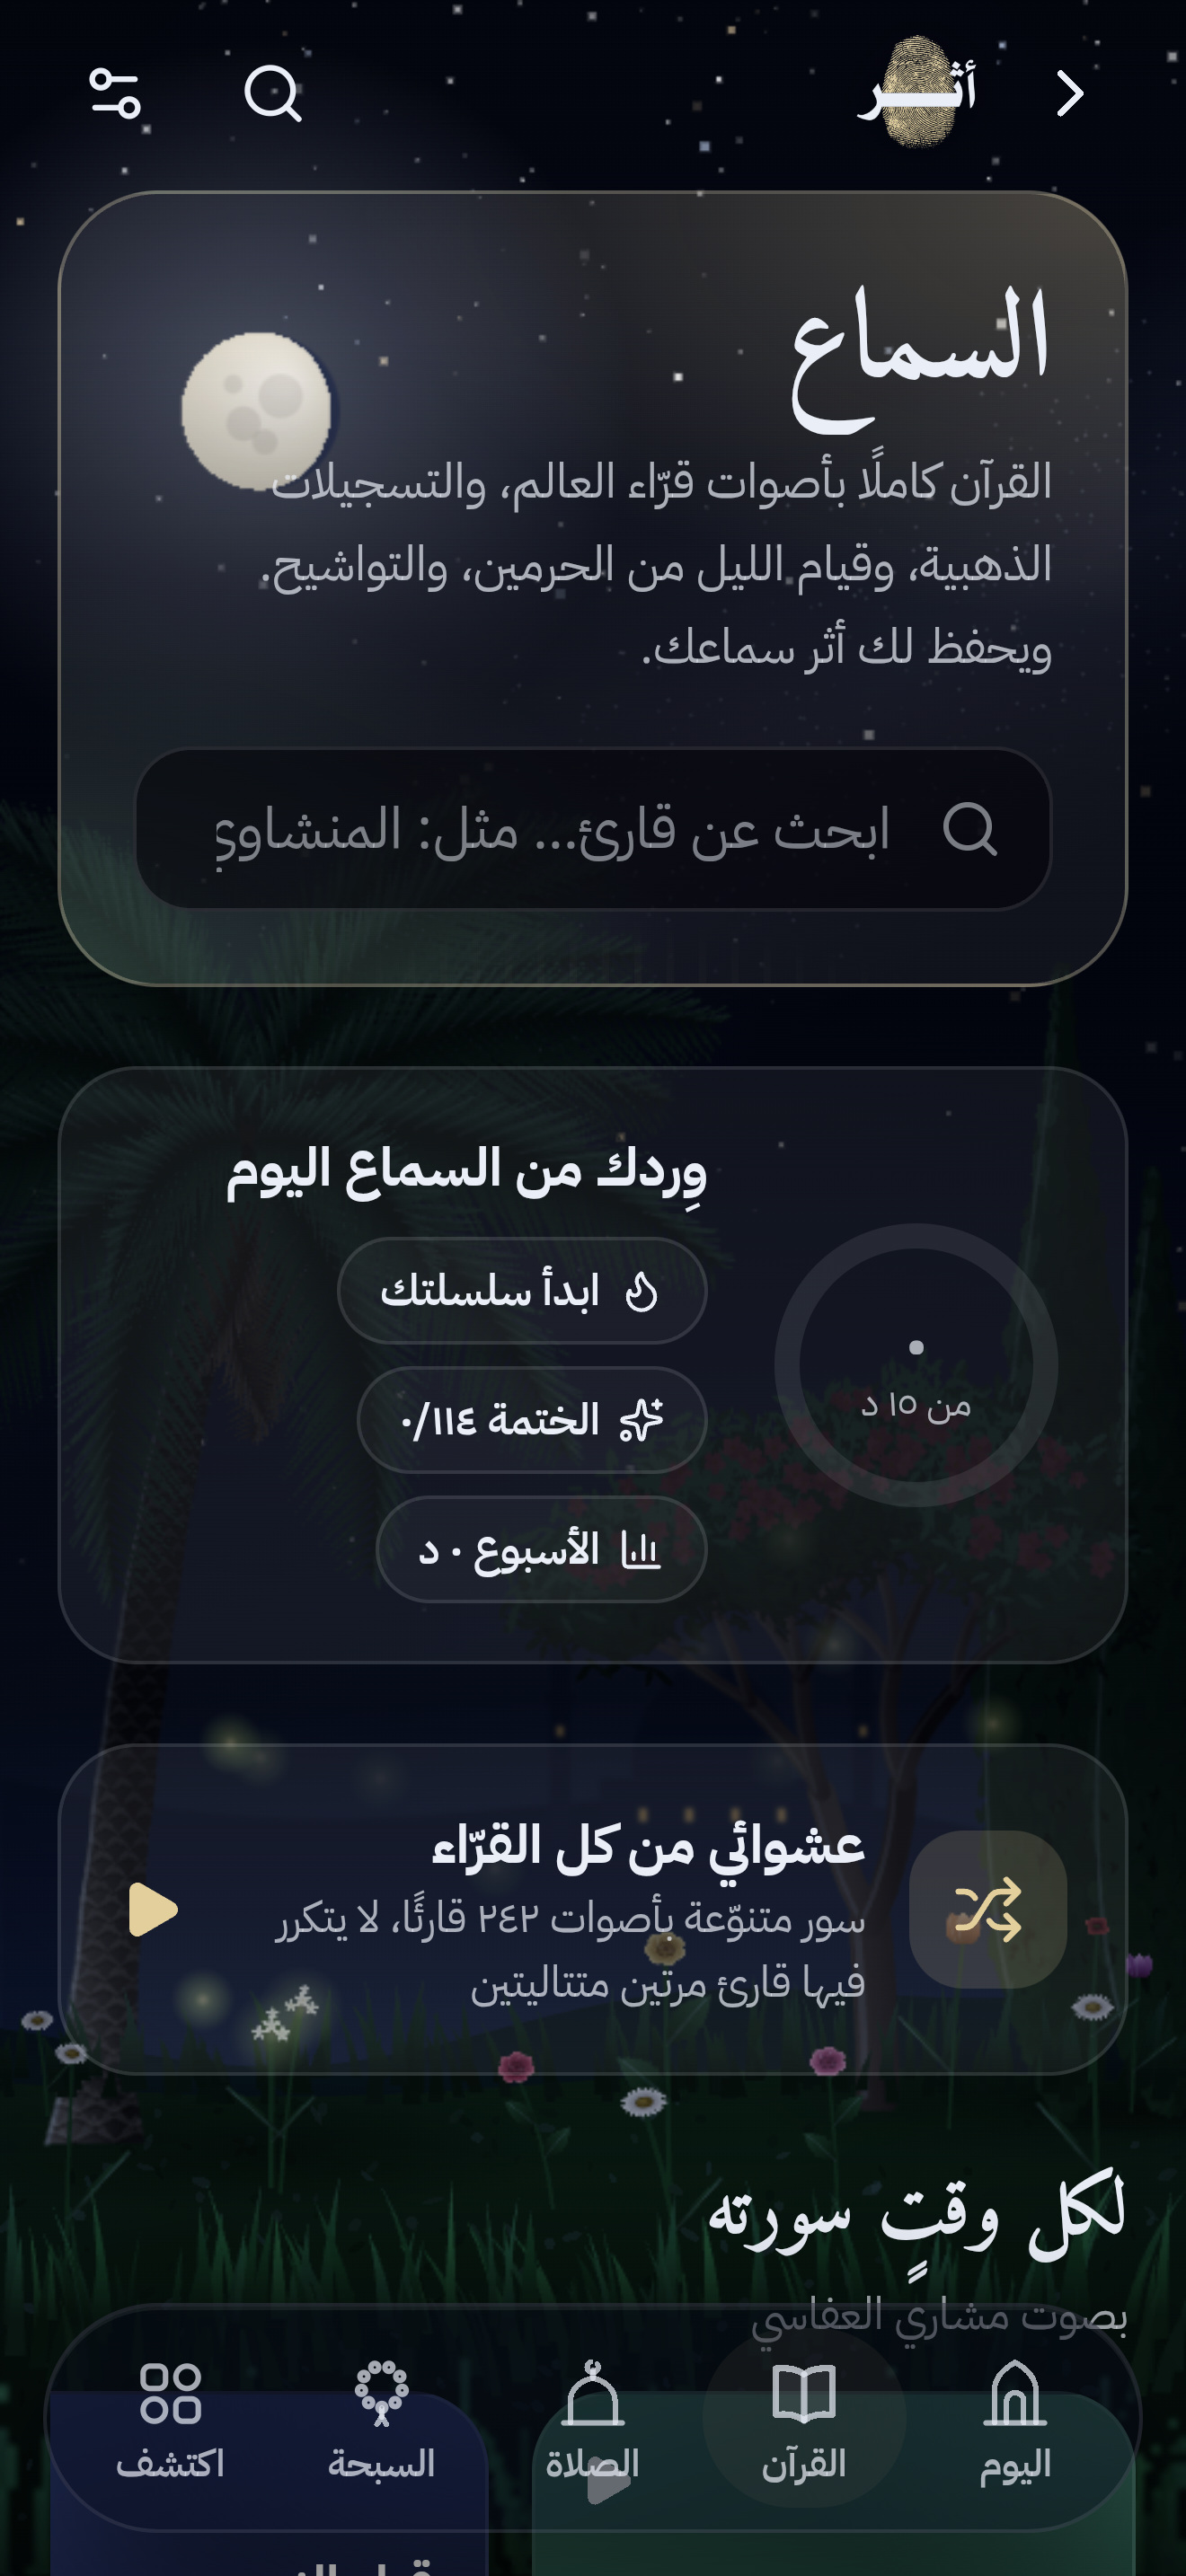 أثر
السماع
القرآن كاملًا بأصوات قرّاء العالم، والتسجيلات
الذهبية، وقيام الليل من الحرمين، والتواشيح.
ويحفظ لك أثر سماعك.
ابحث عن قارئ... مثل: المنشاوي
وِردك من السماع اليوم
ابدأ سلسلتك
الختمة ٠/١١٤
الأسبوع ٠ د
٠
من ١٥ د
عشوائي من كل القرّاء
سور متنوّعة بأصوات ٢٤٢ قارئًا، لا يتكرر
فيها قارئ مرتين متتاليتين
لكل وقتٍ سورته
بصوت مشاري العفاسي
اليوم
القرآن
الصلاة
السبحة
اكتشف